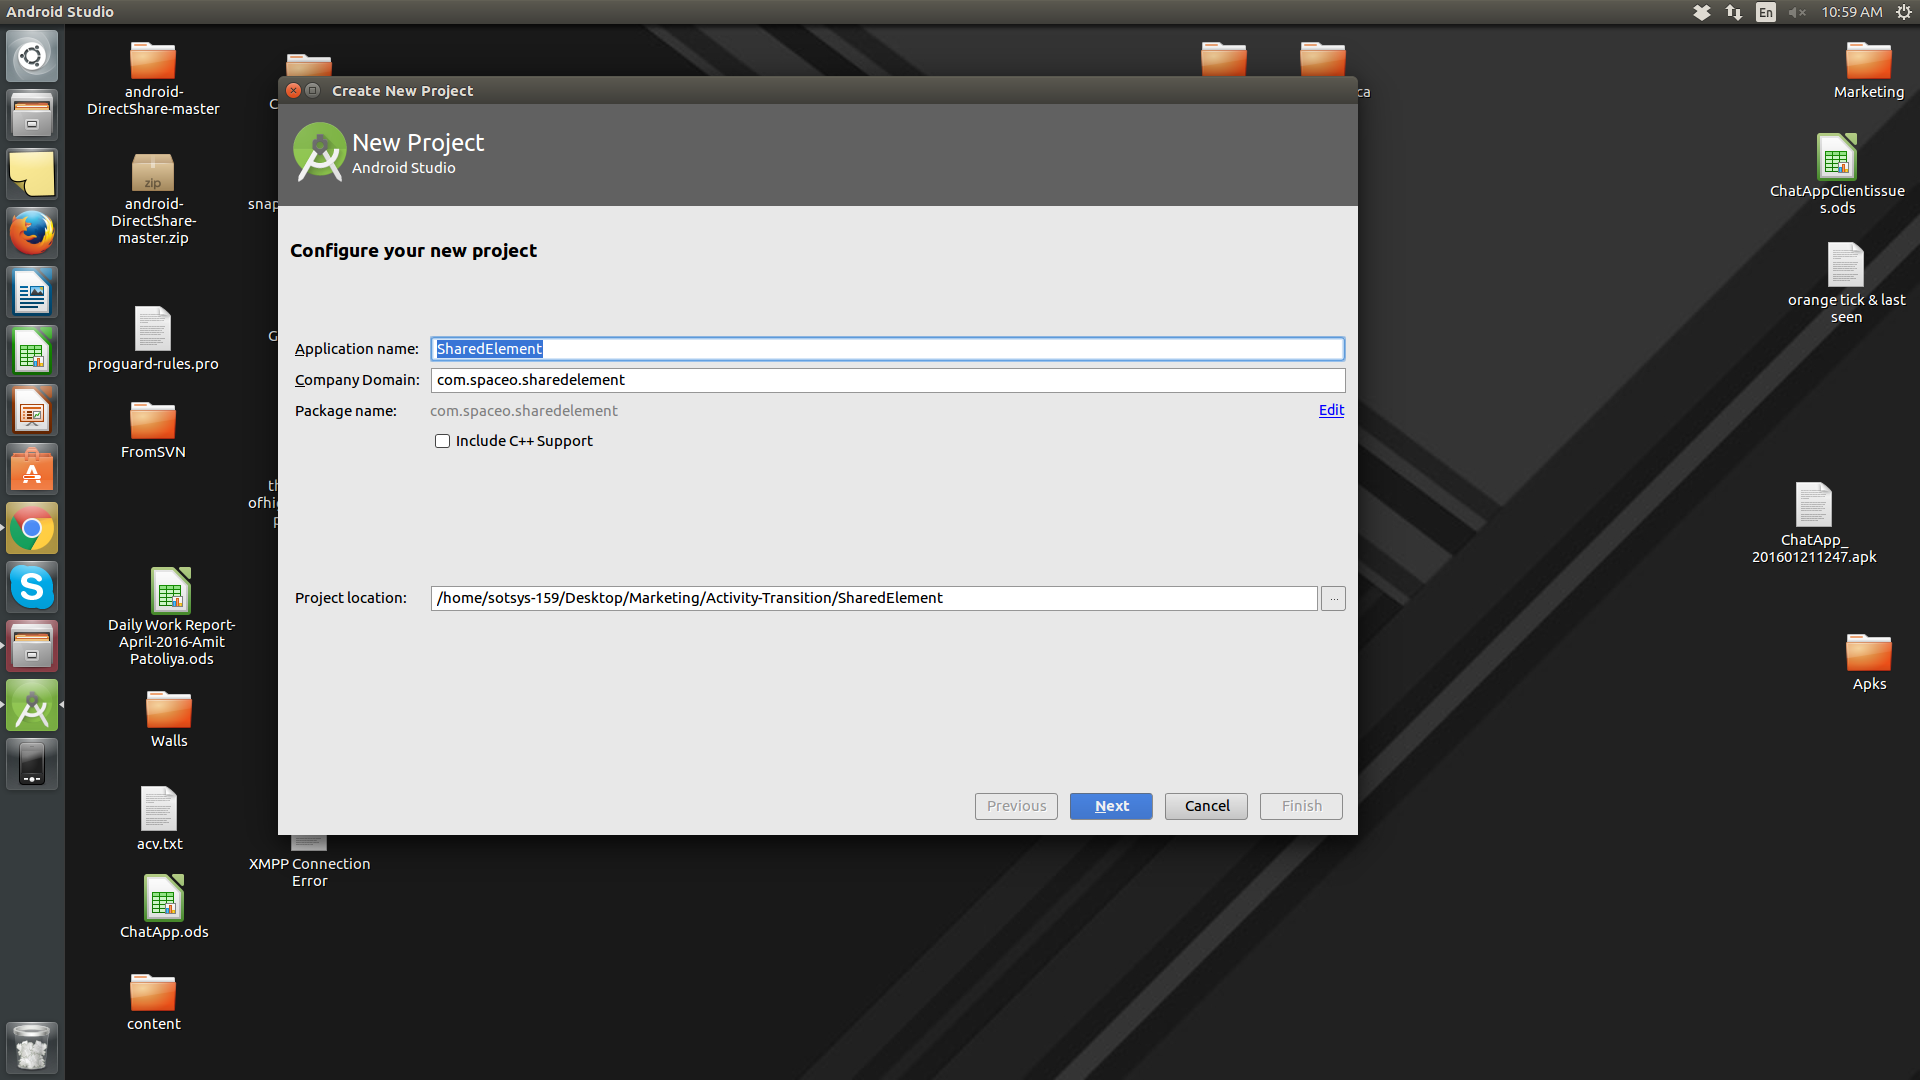 Android Studio
En
10:59 AM
android-
DirectShare-master
ca
Marketing
Create New Project
New Project
Android Studio
zip
android-
DirectShare-
master.zip
snap
ChatAppClientissue
s.ods
Configure your new project
orange tick & last
seen
proguard-rules.pro
Application name:
SharedElement
Company Domain:
com.spaceo.sharedelement
Package name:
com.spaceo.sharedelement
Edit
Include C++ Support
FromSVN
th
ofhig
ChatApp_
201601211247.apk
Project location:
/home/sotsys-159/Desktop/Marketing/Activity-Transition/SharedElement
...
Daily Work Report-
April-2016-Amit
Patoliya.ods
Apks
Walls
Previous
Next
Cancel
Finish
acv.txt
XMPP Connection
Error
ChatApp.ods
content